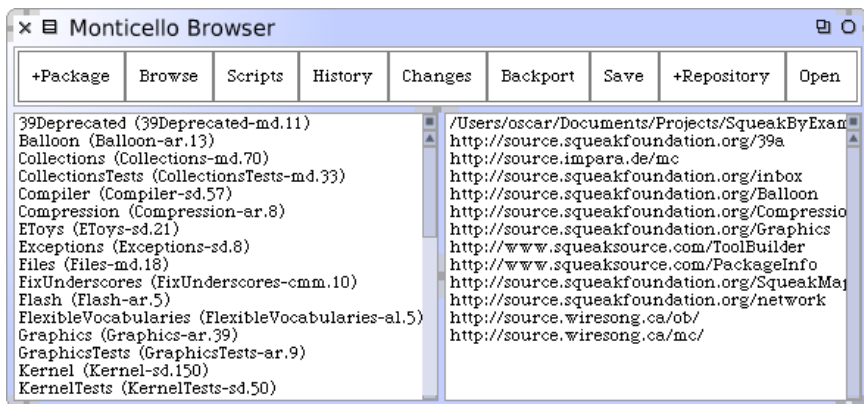 Monticello Browser
+Package Browse Scripts History Changes Backport Save +Repository Open
39Deprecated (39Deprecated-md.11)
Balloon (Balloon-ar.13)
Collections (Collections-md.70)
CollectionsTests (CollectionsTests-md.33)
Compiler (Compiler-sd.57)
Compression (Compression-ar.8)
EToys (EToys-sd.21)
Exceptions (Exceptions-sd.8)
Files (Files-md.18)
FixUnderscores (FixUnderscores-cmm.10)
Flash (Flash-ar.5)
FlexibleVocabularies (FlexibleVocabularies-al.5)
Graphics (Graphics-ar.39)
GraphicsTests (GraphicsTests-ar.9)
Kernel (Kernel-sd.150)
KernelTests (KernelTests-sd.50)
/Users/oscar/Documents/Projects/SqueakByExam
http://source.squeakfoundation.org/39a
http://source.impara.de/mc
http://source.squeakfoundation.org/inbox
http://source.squeakfoundation.org/Balloon
http://source.squeakfoundation.org/Compressio
http://source.squeakfoundation.org/Graphics
http://www.squeaksource.com/ToolBuilder
http://www.squeaksource.com/PackageInfo
http://source.squeakfoundation.org/SqueakMap
http://source.squeakfoundation.org/network
http://source.wiresong.ca/ob/
http://source.wiresong.ca/mc/